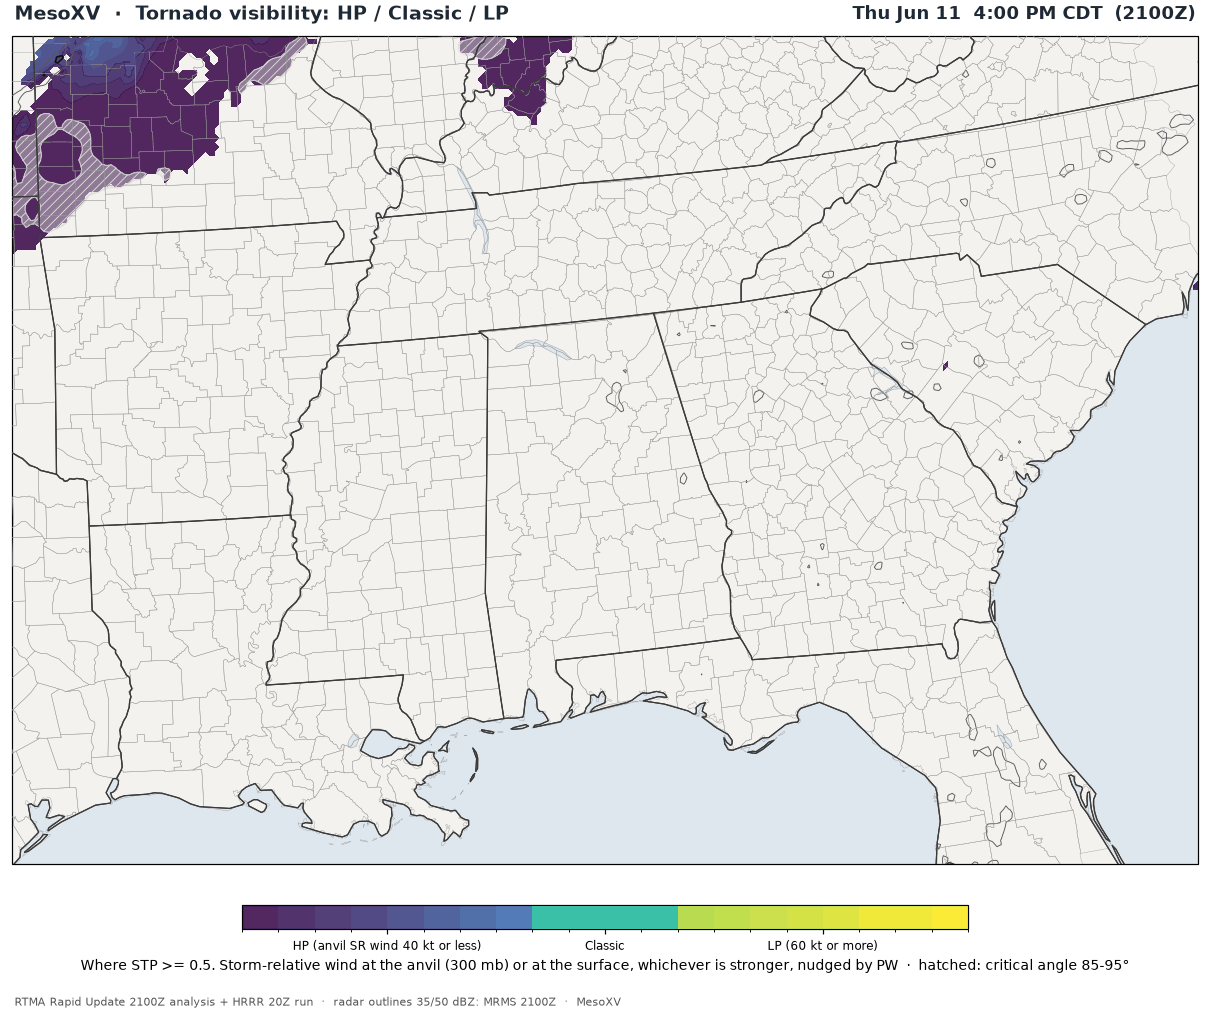 MesoXV · Tornado visibility: HP / Classic / LP
Thu Jun 11 4:00 PM CDT (2100Z)
HP (anvil SR wind 40 kt or less)
Classic
LP (60 kt or more)
Where STP >= 0.5. Storm-relative wind at the anvil (300 mb) or at the surface, whichever is stronger, nudged by PW · hatched: critical angle 85-95°
RTMA Rapid Update 2100Z analysis + HRRR 20Z run · radar outlines 35/50 dBZ: MRMS 2100Z · MesoXV